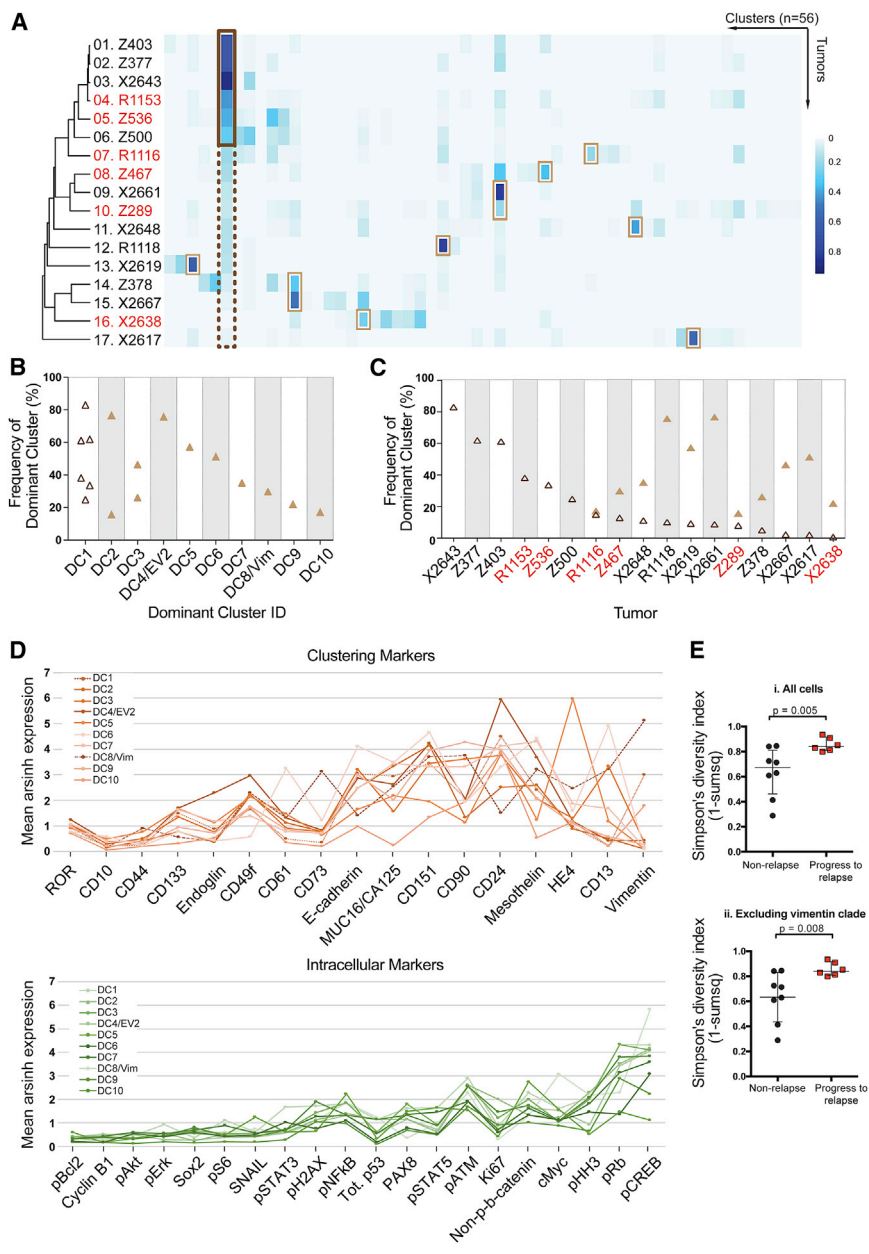 A
Clusters (n=56)
Tumors
01. Z403
02. Z377
03. X2643
04. R1153
05. Z536
06. Z500
07. R1116
08. Z467
09. X2661
10. Z289
11. X2648
12. R1118
13. X2619
14. Z378
15. X2667
16. X2638
17. X2617
0
0.2
0.4
0.6
0.8
B
Frequency of
Dominant Cluster (%)
100
80
60
40
20
0
DC1
DC2
DC3
DC4/EV2
DC5
DC6
DC7
DC8/Vim
DC9
DC10
Dominant Cluster ID
C
Frequency of
Dominant Cluster (%)
100
80
60
40
20
0
X2643
Z377
Z403
R1153
Z536
Z500
R1116
Z467
X2648
R1118
X2619
X2661
Z289
Z378
X2667
X2617
X2638
Tumor
D
Clustering Markers
Mean arsinh expression
7
6
5
4
3
2
1
0
DC1
DC2
DC3
DC4/EV2
DC5
DC6
DC7
DC8/Vim
DC9
DC10
ROR
CD10
CD44
CD133
Endoglin
CD49f
CD61
CD73
E-cadherin
MUC16/CA125
CD151
CD90
CD24
Mesothelin
HE4
CD13
Vimentin
Intracellular Markers
Mean arsinh expression
7
6
5
4
3
2
1
0
DC1
DC2
DC3
DC4/EV2
DC5
DC6
DC7
DC8/Vim
DC9
DC10
pBcl2
Cyclin B1
pAkt
pErk
Sox2
pS6
SNAIL
pSTAT3
pH2AX
pNFkB
Tot. p53
PAX8
pSTAT5
pATM
Ki67
Non-p-b-catenin
cMyc
pHH3
pRb
pCREB
E
i. All cells
p = 0.005
Simpson's diversity index
(1-sumsq)
1.0
0.8
0.6
0.4
0.2
0.0
Non-relapse
Progress to
relapse
ii. Excluding vimentin clade
p = 0.008
Simpson's diversity index
(1-sumsq)
1.0
0.8
0.6
0.4
0.2
0.0
Non-relapse
Progress to
relapse